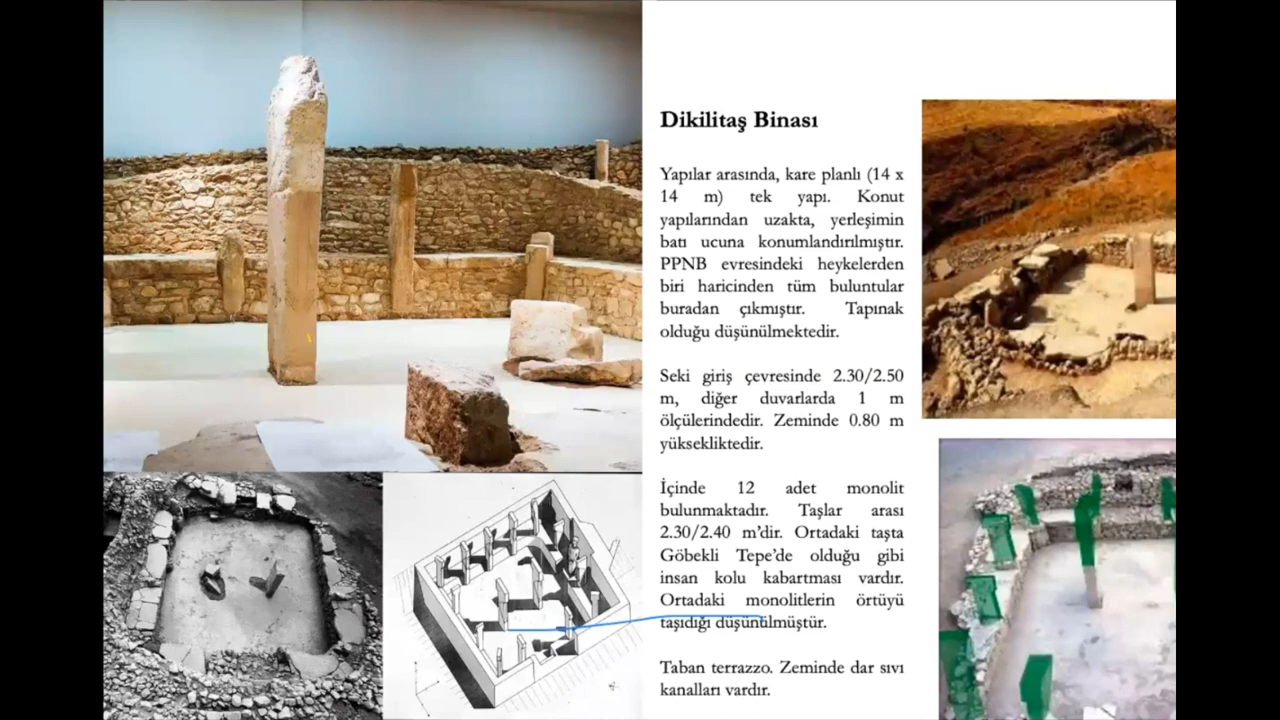 Dikilitaş Binası
Yapılar arasında, kare planlı (14 x
14 m) tek yapı. Konut
yapılarından uzakta, yerleşimin
batı ucuna konumlandırılmıştır.
PPNB evresindeki heykelerden
biri haricinden tüm buluntular
buradan çıkmıştır. Tapınak
olduğu düşünülmektedir.
Seki giriş çevresinde 2.30/2.50
m, diğer duvarlarda 1 m
ölçülerindedir. Zeminde 0.80 m
yüksekliktedir.
İçinde 12 adet monolit
bulunmaktadır. Taşlar arası
2.30/2.40 m'dir. Ortadaki taşta
Göbekli Tepe'de olduğu gibi
insan kolu kabartması vardır.
Ortadaki monolitlerin örtüyü
taşıdığı düşünülmüştür.
Taban terrazzo. Zeminde dar sıvı
kanalları vardır.